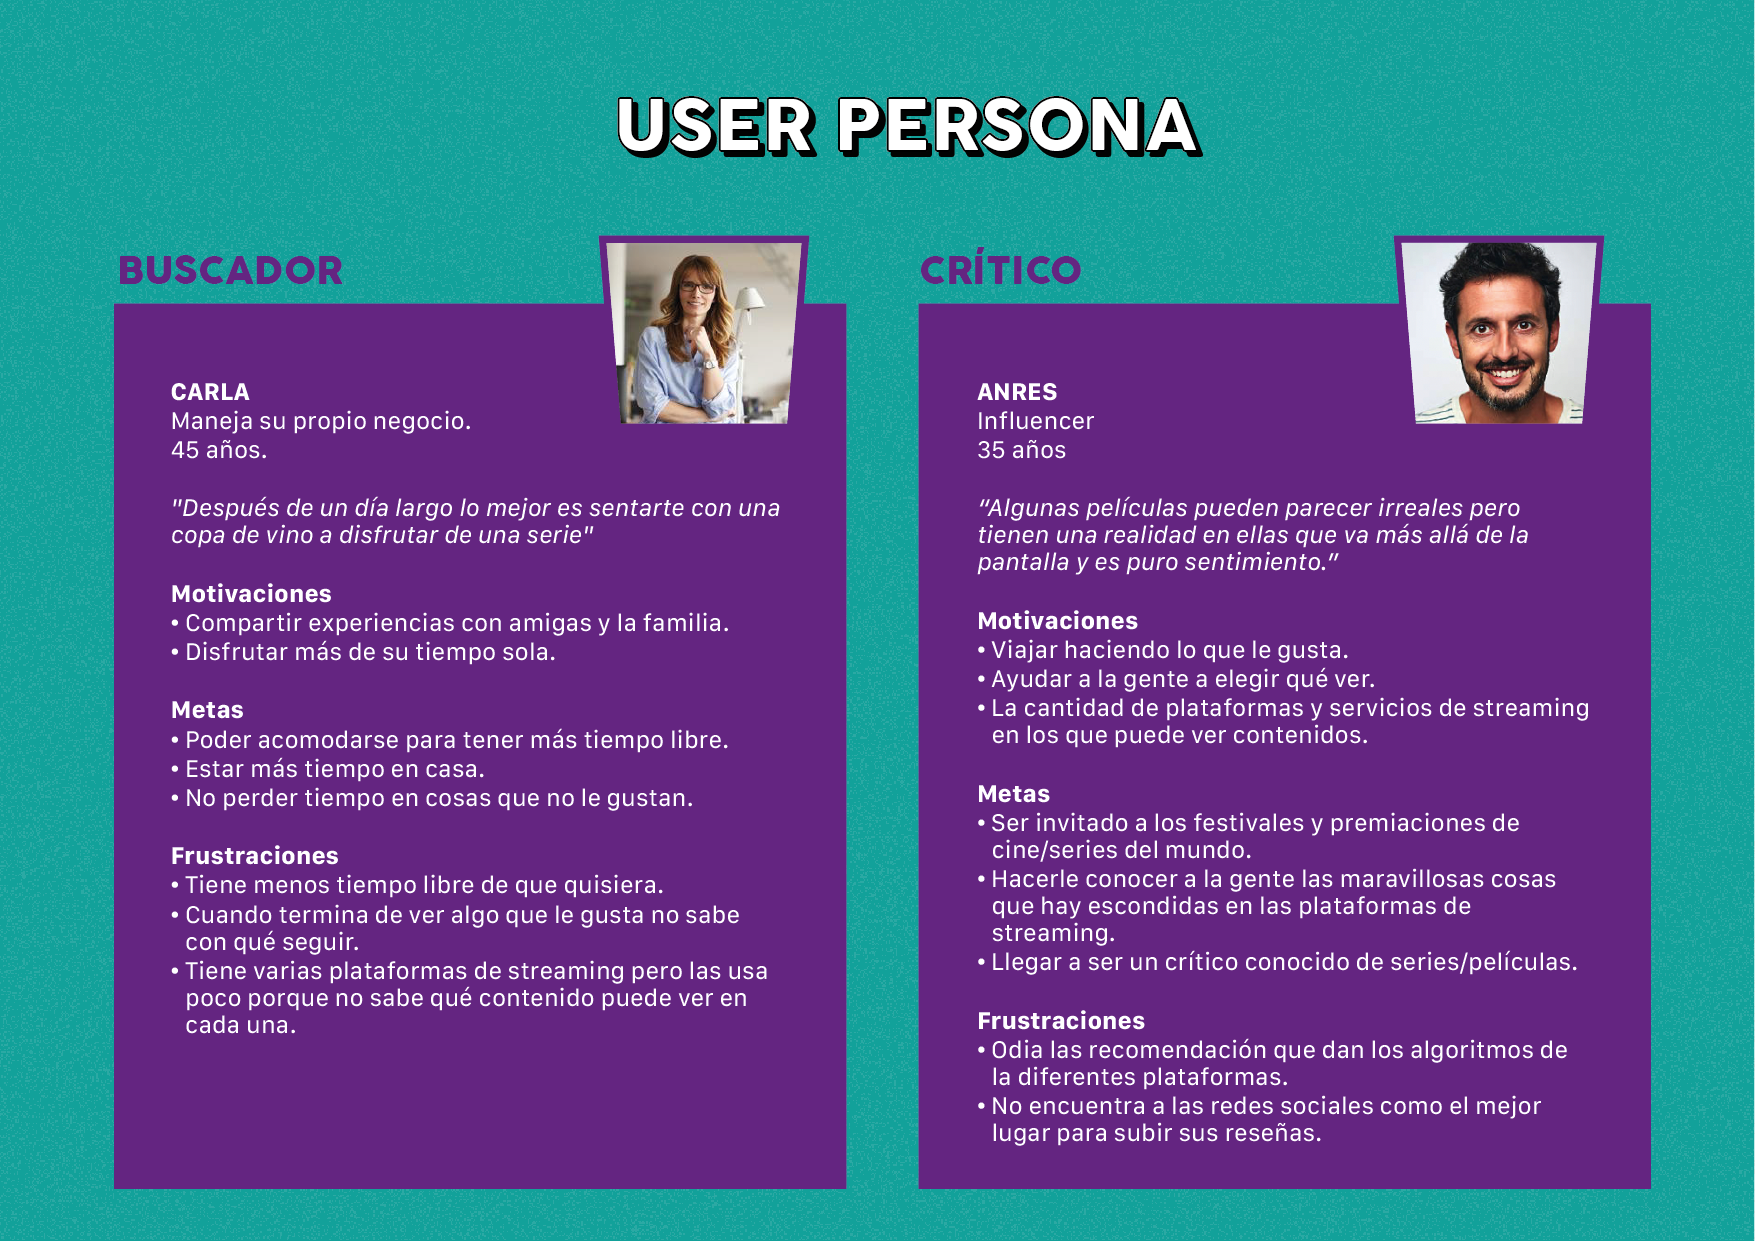 USER PERSONA
BUSCADOR
CARLA
Maneja su propio negocio.
45 años.
"Después de un día largo lo mejor es sentarte con una
copa de vino a disfrutar de una serie"
Motivaciones
• Compartir experiencias con amigas y la familia.
• Disfrutar más de su tiempo sola.
Metas
• Poder acomodarse para tener más tiempo libre.
• Estar más tiempo en casa.
• No perder tiempo en cosas que no le gustan.
Frustraciones
• Tiene menos tiempo libre de que quisiera.
• Cuando termina de ver algo que le gusta no sabe
con qué seguir.
• Tiene varias plataformas de streaming pero las usa
poco porque no sabe qué contenido puede ver en
cada una.
CRÍTICO
ANRES
Influencer
35 años
“Algunas películas pueden parecer irreales pero
tienen una realidad en ellas que va más allá de la
pantalla y es puro sentimiento.”
Motivaciones
• Viajar haciendo lo que le gusta.
• Ayudar a la gente a elegir qué ver.
• La cantidad de plataformas y servicios de streaming
en los que puede ver contenidos.
Metas
• Ser invitado a los festivales y premiaciones de
cine/series del mundo.
• Hacerle conocer a la gente las maravillosas cosas
que hay escondidas en las plataformas de
streaming.
• Llegar a ser un crítico conocido de series/películas.
Frustraciones
• Odia las recomendación que dan los algoritmos de
la diferentes plataformas.
• No encuentra a las redes sociales como el mejor
lugar para subir sus reseñas.